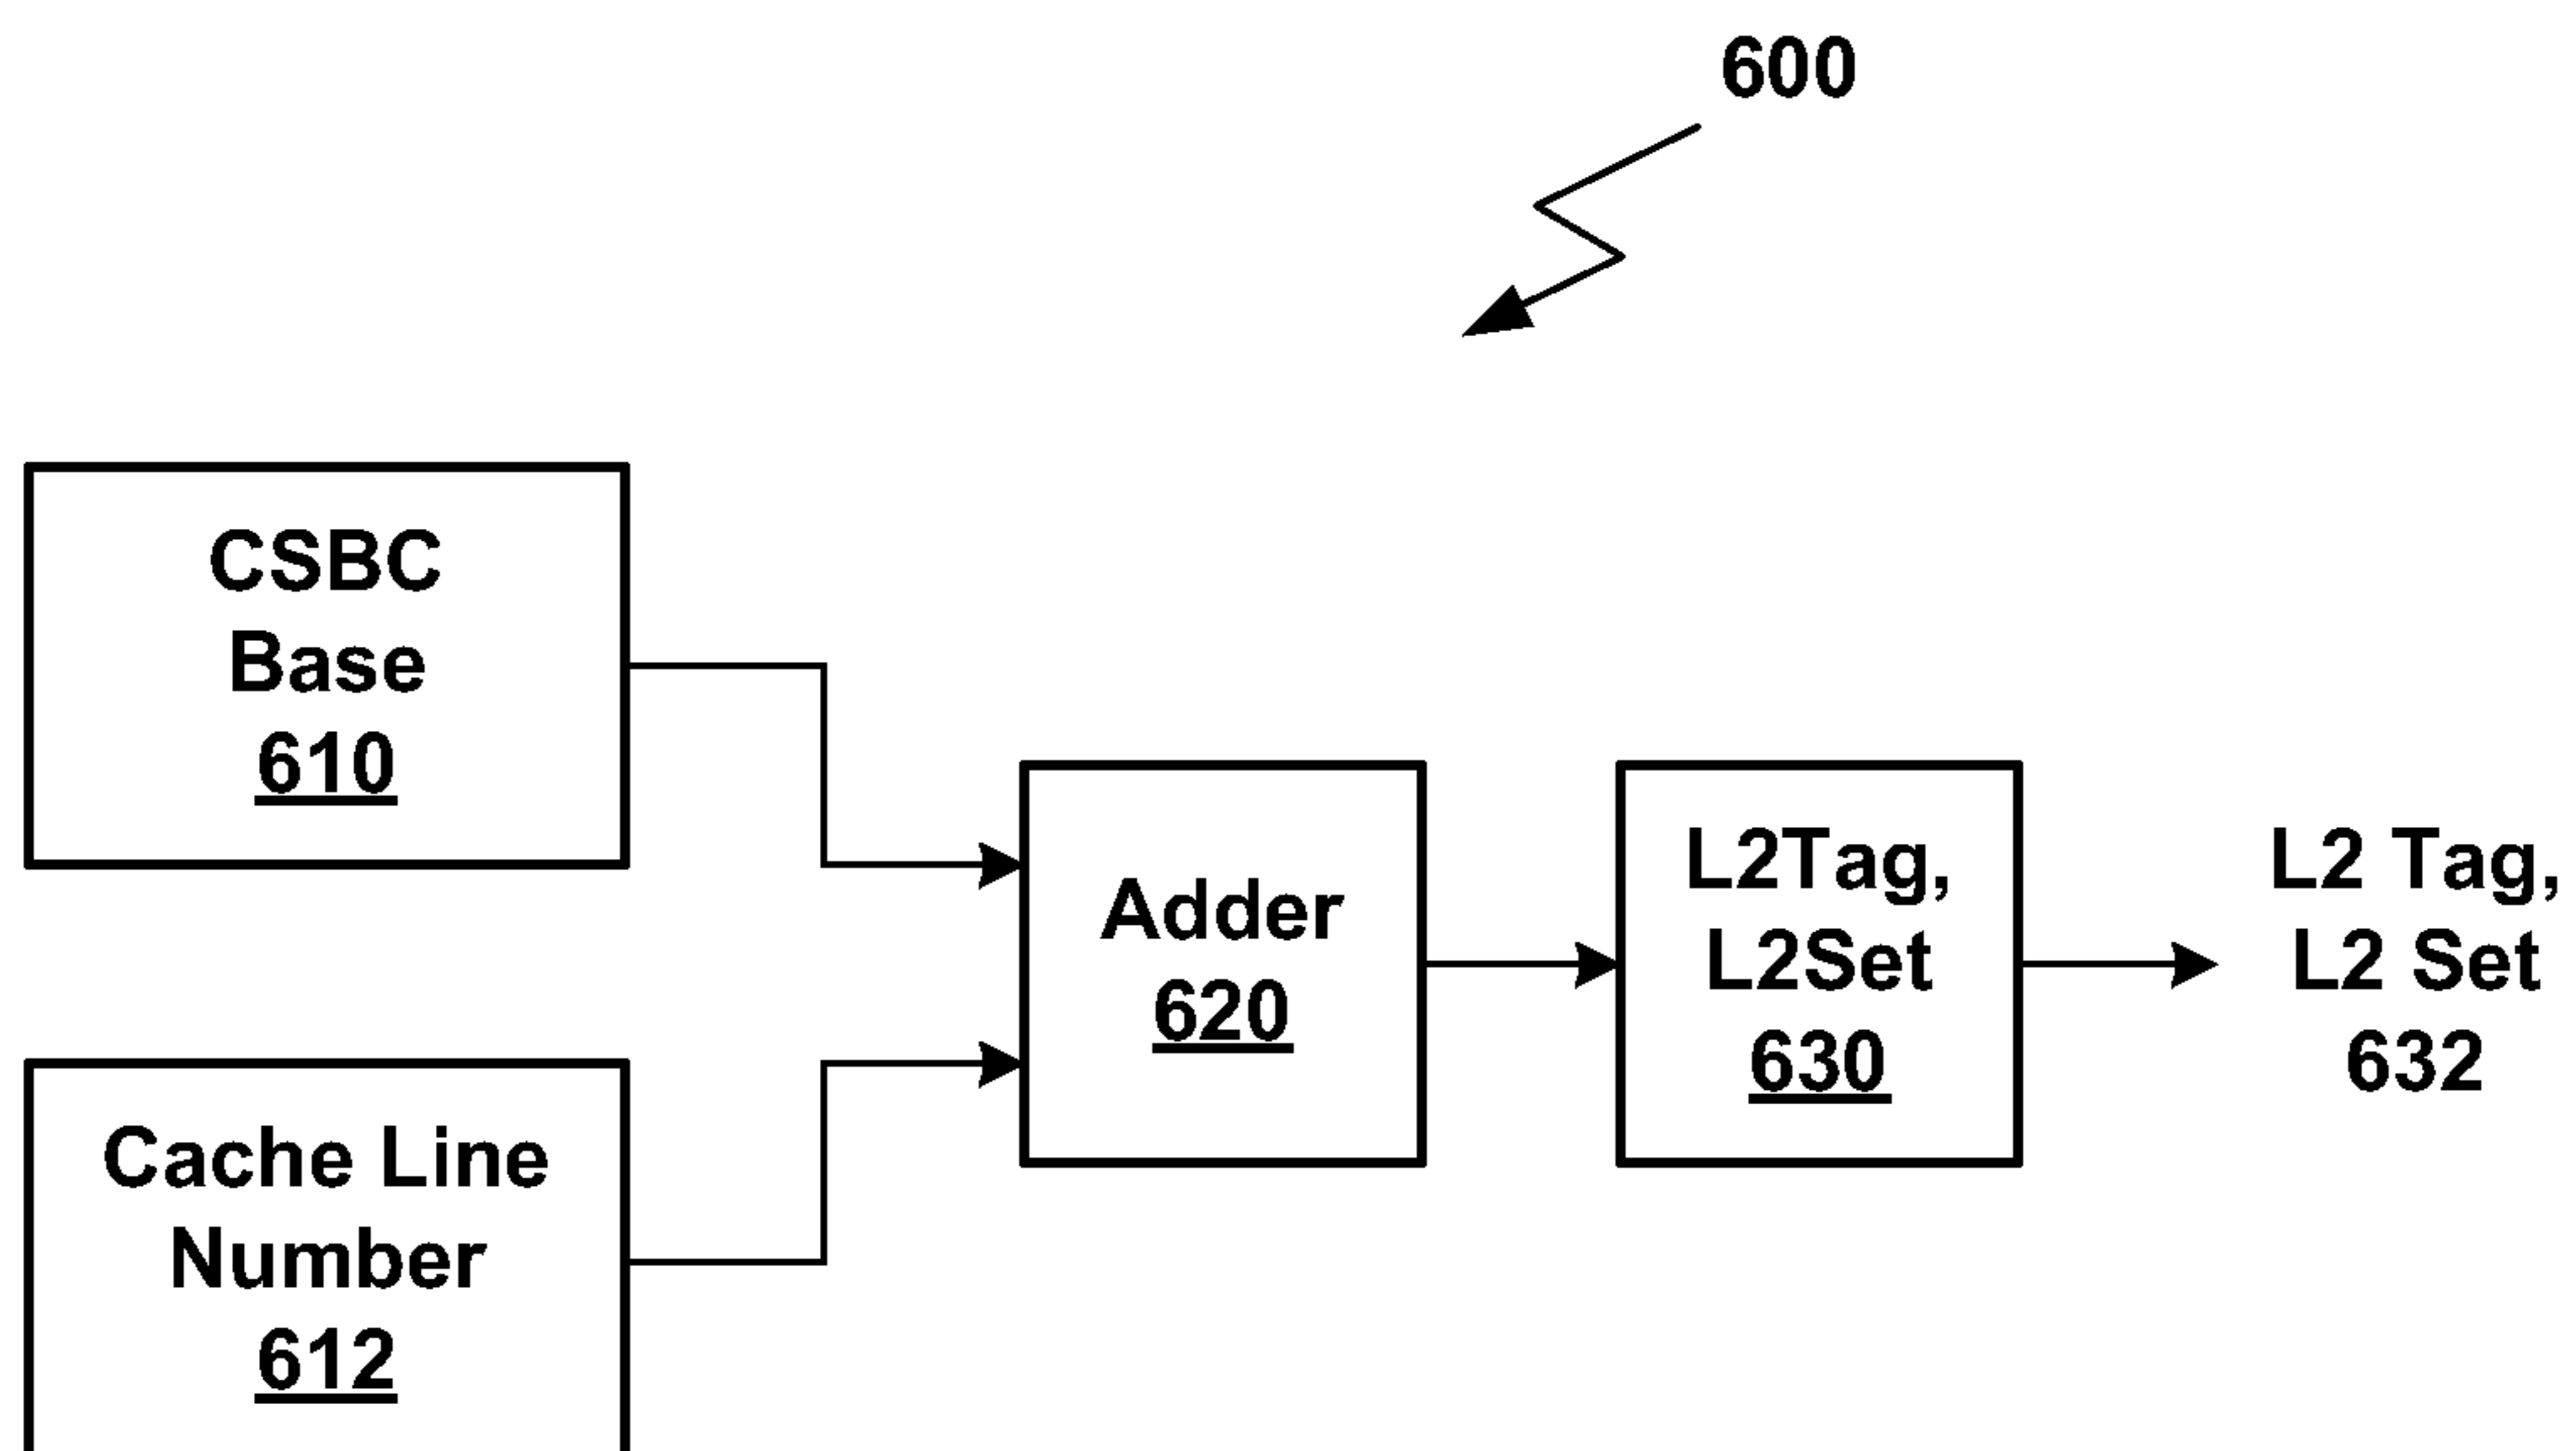 600
CSBC
Base
610
Cache Line
Number
612
Adder
620
L2Tag,
L2Set
630
L2 Tag,
L2 Set
632